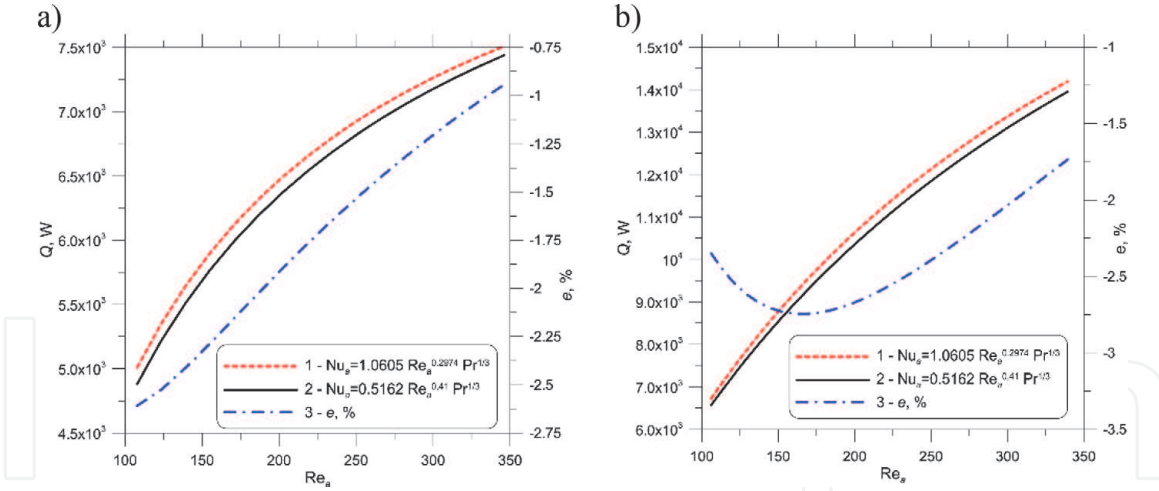 a)
7.5x10³
7.0x10³
6.5x10³
6.0x10³
5.5x10³
5.0x10³
4.5x10³
Q, W
-0.75
-1
-1.25
-1.5
-1.75
-2
-2.25
-2.5
-2.75
e, %
1 - Nuₐ=1.0605 Reₐ^0.2974 Pr^1/3
2 - Nuₐ=0.5162 Reₐ^0.41 Pr^1/3
3 - e, %
100 150 200 250 300 350
Reₐ
b)
1.5x10⁴
1.4x10⁴
1.3x10⁴
1.2x10⁴
1.1x10⁴
10⁴
9.0x10³
8.0x10³
7.0x10³
6.0x10³
Q, W
-1
-1.5
-2
-2.5
-3
-3.5
e, %
1 - Nuₐ=1.0605 Reₐ^0.2974 Pr^1/3
2 - Nuₐ=0.5162 Reₐ^0.41 Pr^1/3
3 - e, %
100 150 200 250 300 350
Reₐ